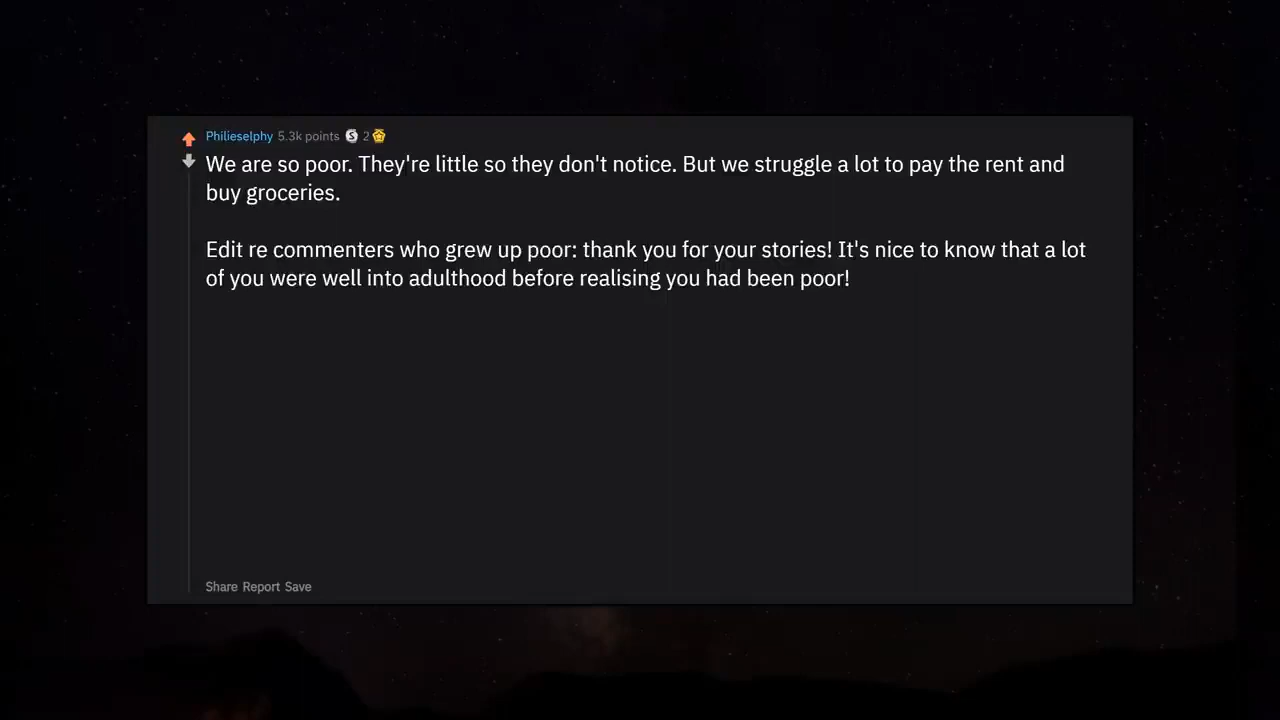 Philieselphy 5.3k points S 2
We are so poor. They're little so they don't notice. But we struggle a lot to pay the rent and
buy groceries.
Edit re commenters who grew up poor: thank you for your stories! It's nice to know that a lot
of you were well into adulthood before realising you had been poor!
Share Report Save